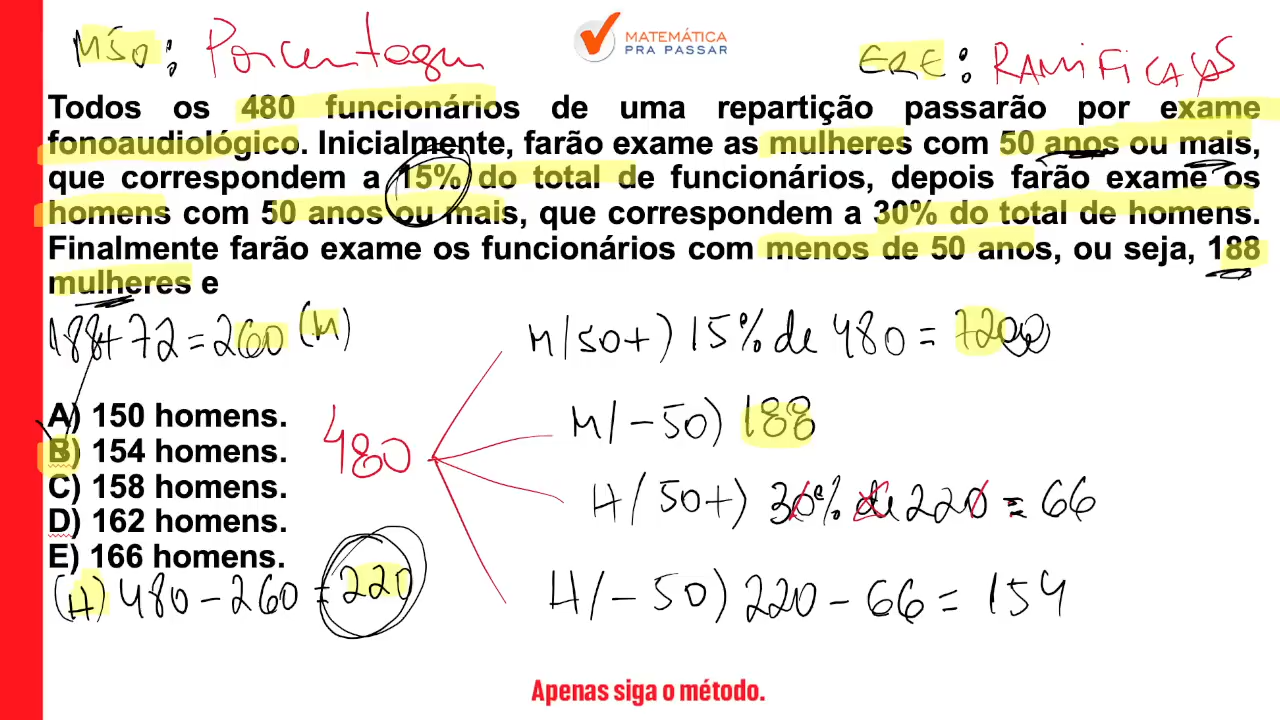 MSO: Porcentagem
MATEMÁTICA
PRA PASSAR
ERE: RAMIFICAÇÕS
Todos os 480 funcionários de uma repartição passarão por exame
fonoaudiológico. Inicialmente, farão exame as mulheres com 50 anos ou mais,
que correspondem a 15% do total de funcionários, depois farão exame os
homens com 50 anos ou mais, que correspondem a 30% do total de homens.
Finalmente farão exame os funcionários com menos de 50 anos, ou seja, 188
mulheres e
188+72=260 (M)
A) 150 homens.
B) 154 homens.
C) 158 homens.
D) 162 homens.
E) 166 homens.
(H) 480-260=220
480
M(50+) 15% de 480 = 7200
M(-50) 188
H(50+) 30% de 220 = 66
H(-50) 220-66=154
Apenas siga o método.